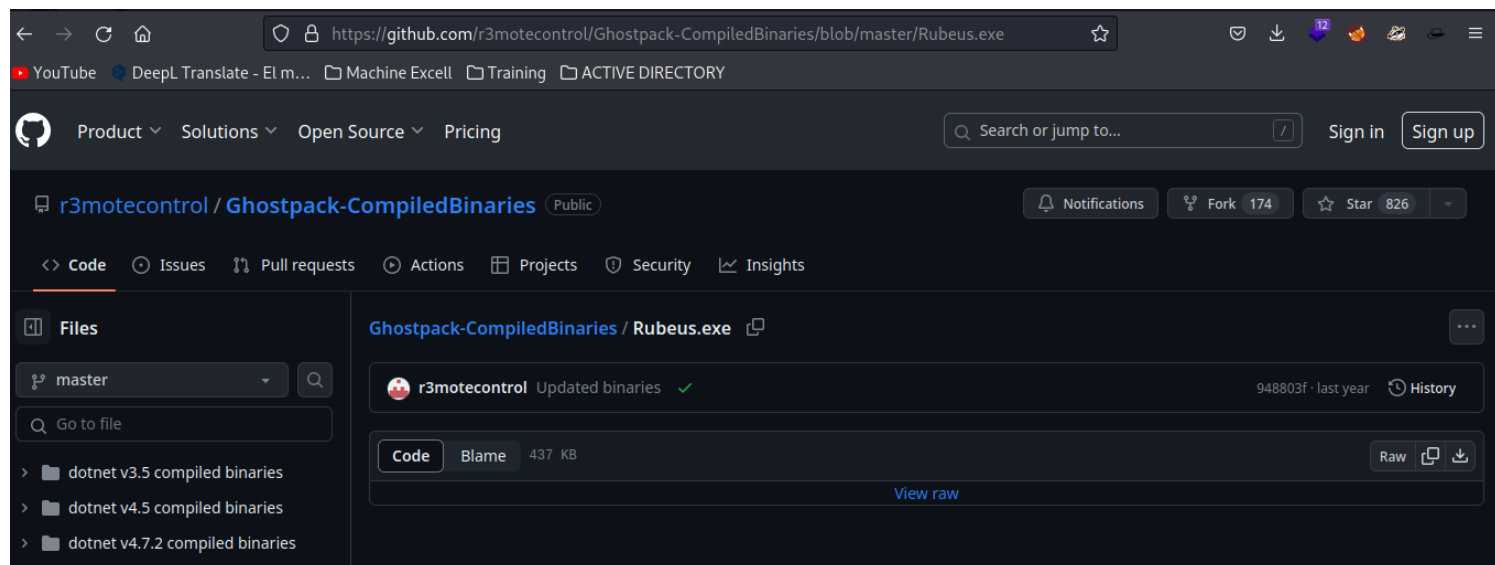 https://github.com/r3motecontrol/Ghostpack-CompiledBinaries/blob/master/Rubeus.exe
12
YouTube DeepL Translate - El m... Machine Excell Training ACTIVE DIRECTORY
Product Solutions Open Source Pricing Search or jump to... / Sign in Sign up
r3motecontrol / Ghostpack-CompiledBinaries Public Notifications Fork 174 Star 826
<> Code Issues Pull requests Actions Projects Security Insights
Files
Ghostpack-CompiledBinaries / Rubeus.exe
master
r3motecontrol Updated binaries 948803f · last year History
Go to file
Code Blame 437 KB Raw
dotnet v3.5 compiled binaries
View raw
dotnet v4.5 compiled binaries
dotnet v4.7.2 compiled binaries